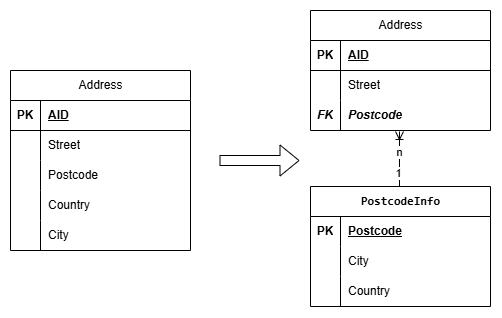 Address
PK AID
Street
Postcode
Country
City
Address
PK AID
Street
FK Postcode
n
1
PostcodeInfo
PK Postcode
City
Country